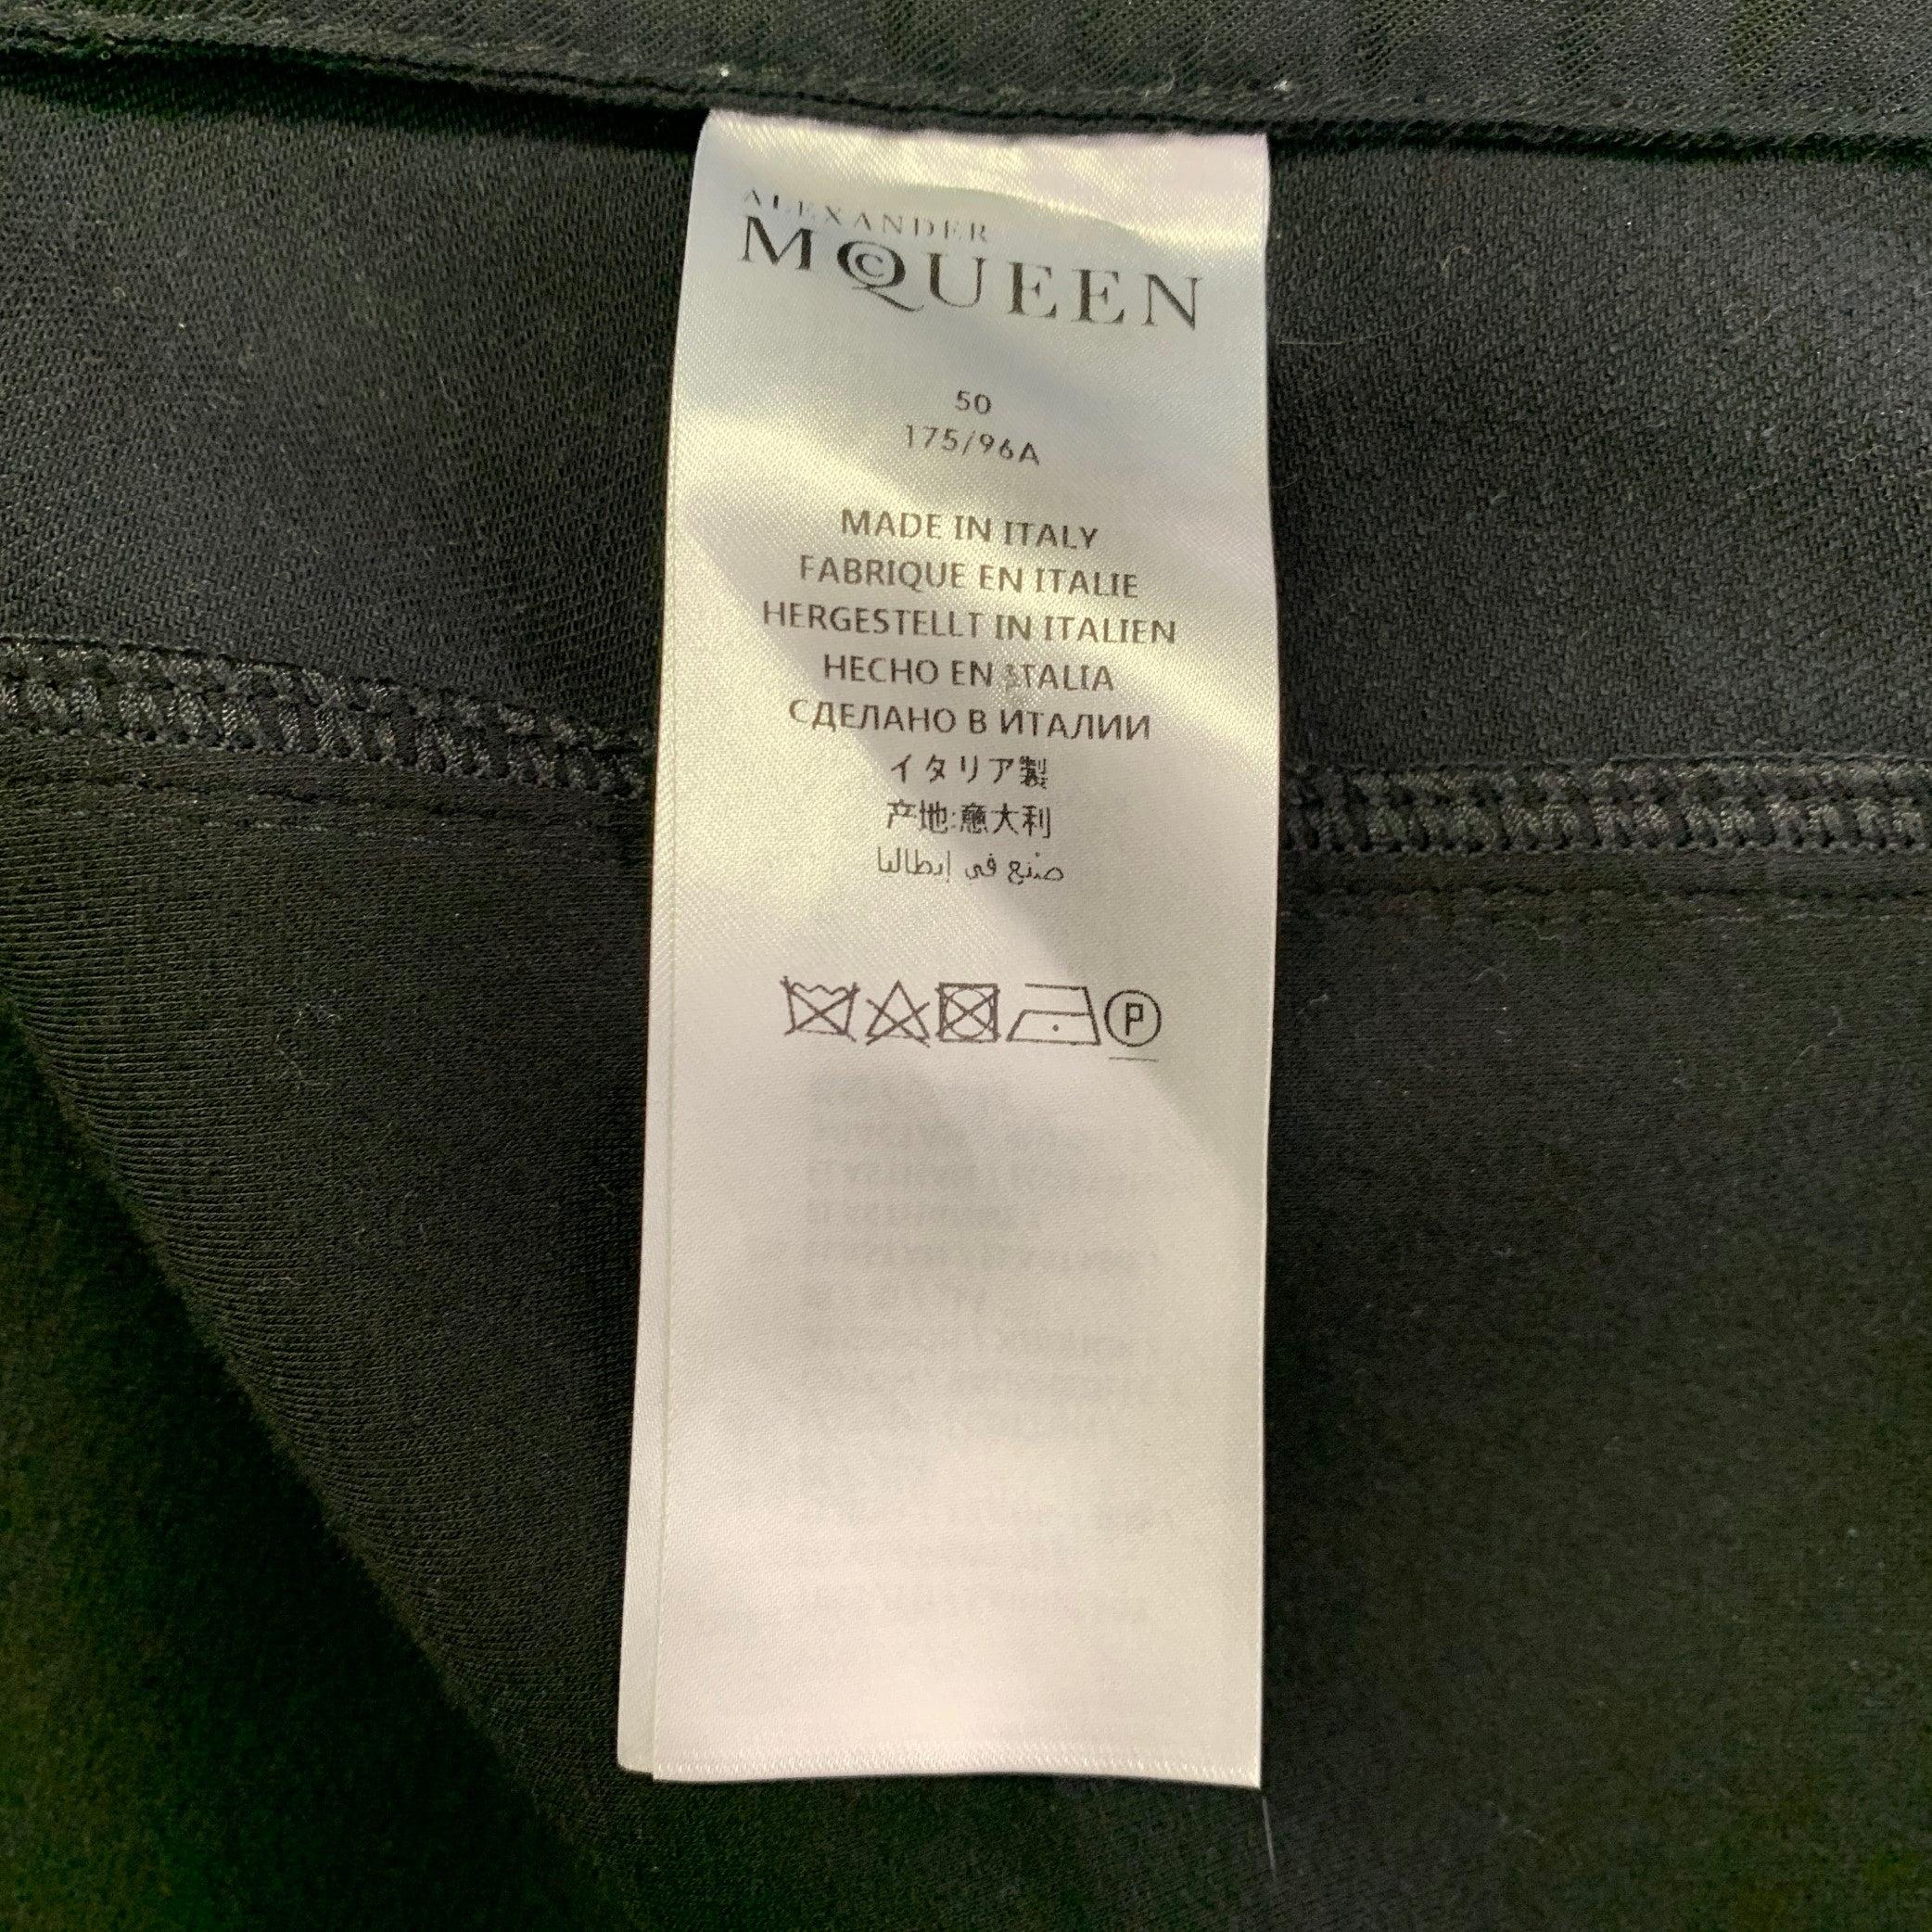 ALEXANDER
MCQUEEN
50
175/96A
MADE IN ITALY
FABRIQUE EN ITALIE
HERGESTELLT IN ITALIEN
HECHO EN ITALIA
СДЕЛАНО В ИТАЛИИ
イタリア製
产地:意大利
صنع في إيطاليا
P